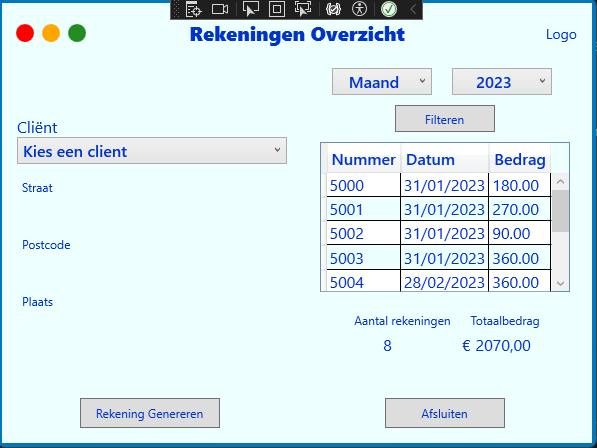 Rekeningen Overzicht
Logo
Maand
2023
Filteren
Cliënt
Kies een client
Straat
Postcode
Plaats
Nummer Datum Bedrag
5000 31/01/2023 180.00
5001 31/01/2023 270.00
5002 31/01/2023 90.00
5003 31/01/2023 360.00
5004 28/02/2023 360.00
Aantal rekeningen Totaalbedrag
8 € 2070,00
Rekening Genereren
Afsluiten